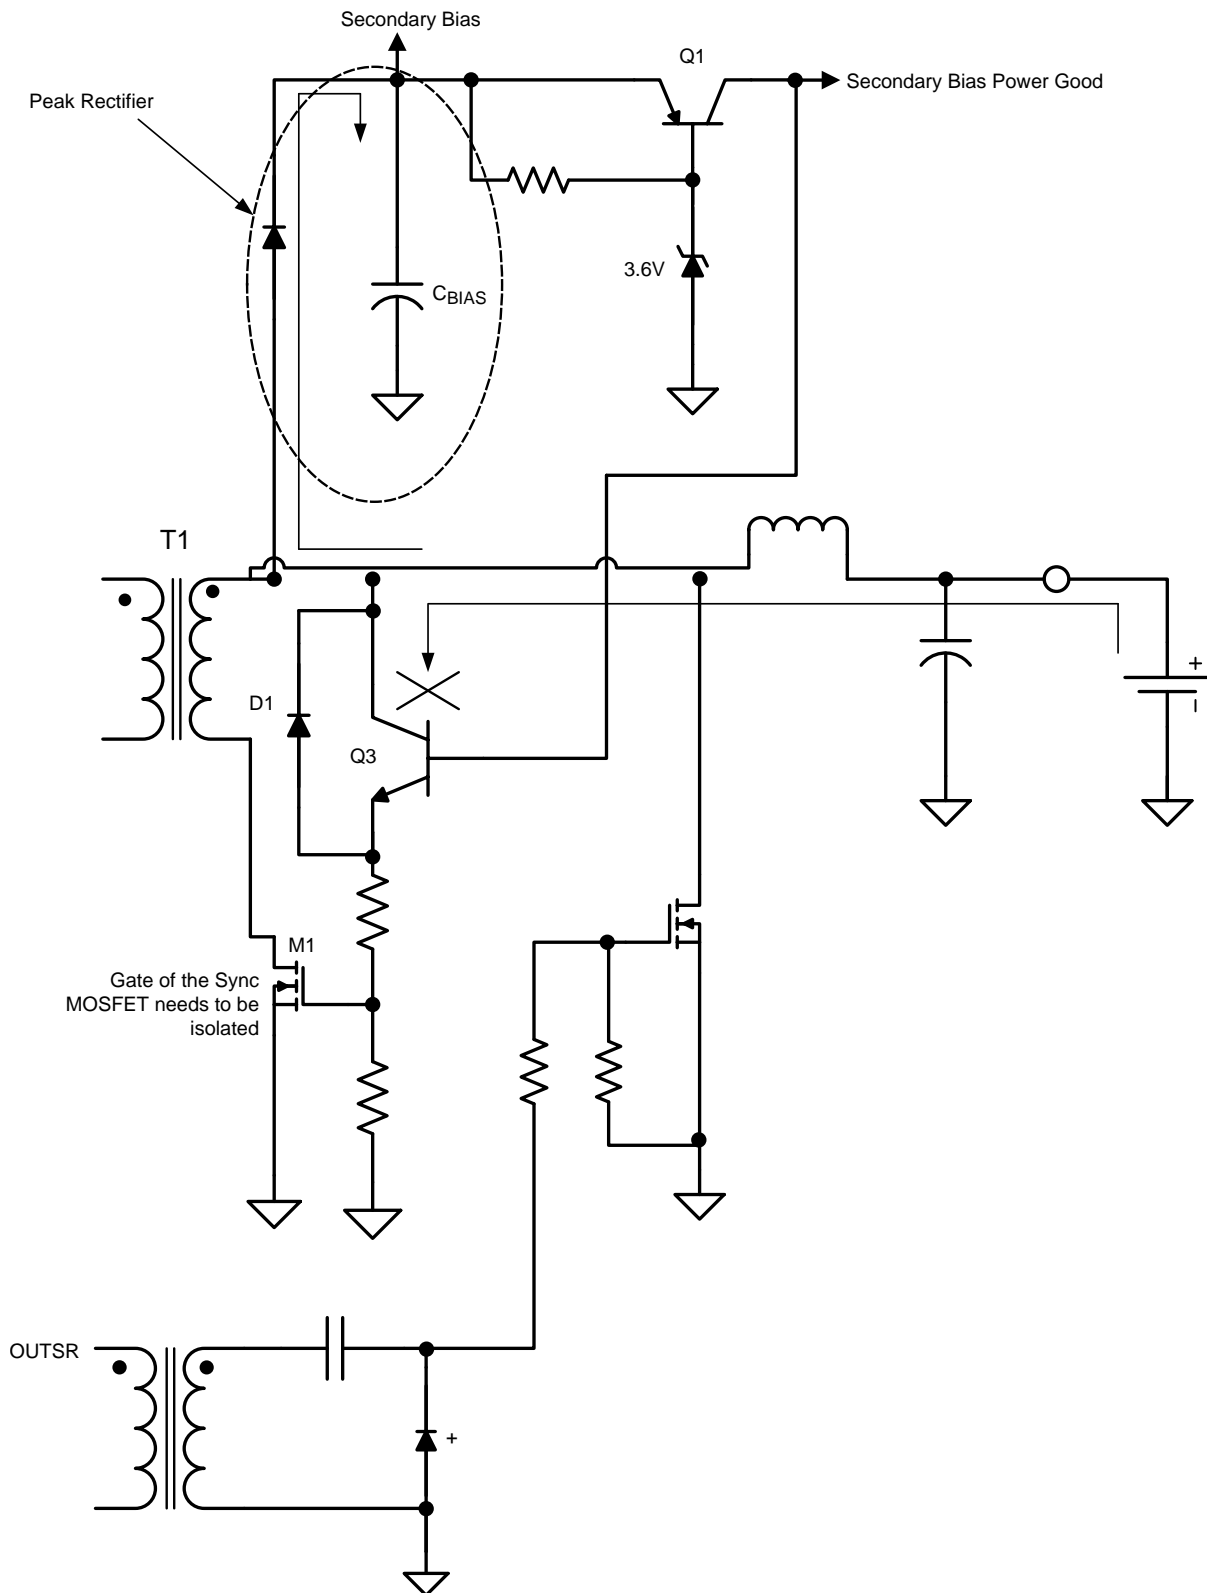 Secondary Bias
Q1
Secondary Bias Power Good
Peak Rectifier
3.6V
CBIAS
T1
+
–
D1
Q3
M1
Gate of the Sync
MOSFET needs to be
isolated
OUTSR
+